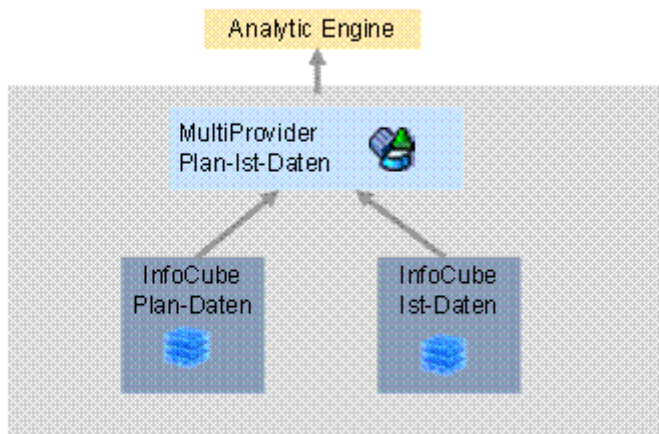 Analytic Engine
MultiProvider
Plan-Ist-Daten
InfoCube
Plan-Daten
InfoCube
Ist-Daten